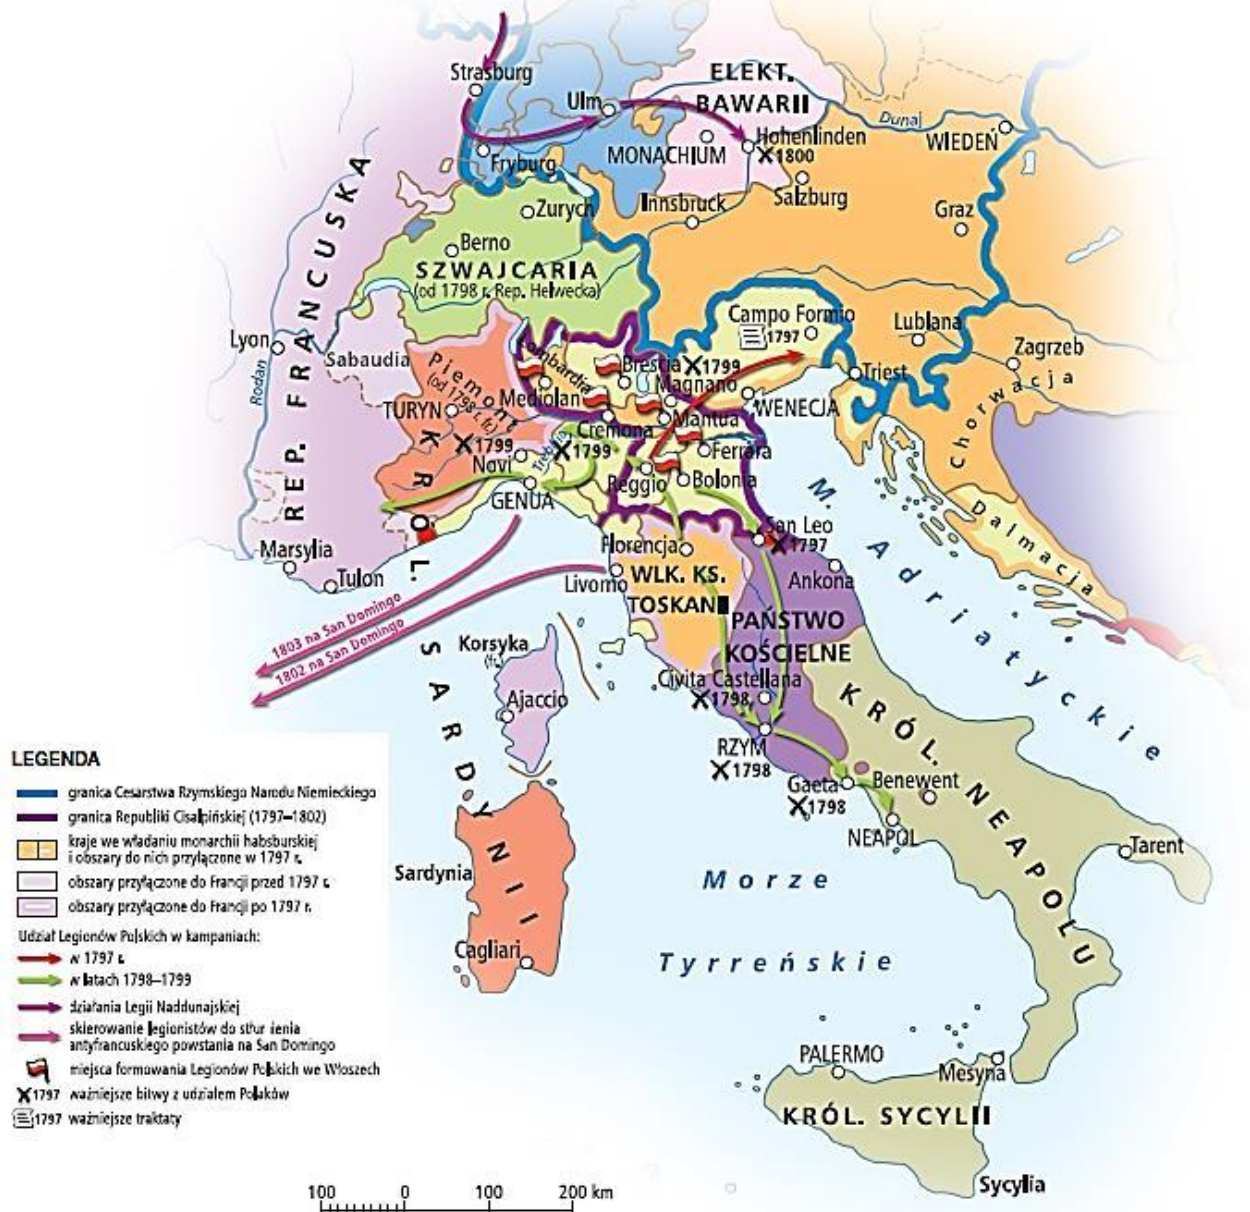 Strasburg
Ulm
ELEKT.
BAWARII
Dunaj
WIEDEŃ
Hohenlinden
1800
MONACHIUM
Fryburg
Salzburg
Innsbruck
Graz
Zurych
Berno
SZWAJCARIA
(od 1798 r. Rep. Helwecka)
REP. FRANCUSKA
Lyon
Rodan
Sabaudia
Piemont
(od 1798 r. fr.)
TURYN
1799
Lombardia
Mediolan
Brescia
1799
Magnano
Campo Formio
1797
Lublana
Zagrzeb
Triest
Chorwacja
WENECJA
Mantua
Cremona
1799
Trebbia
Novi
GENUA
Ferrara
Reggio
Bolonia
San Leo
1797
Ankona
Dalmacja
M. Adriatyckie
Marsylia
Tulon
Florencja
Livorno
WLK. KS.
TOSKANII
PAŃSTWO
KOŚCIELNE
1803 na San Domingo
1802 na San Domingo
Korsyka
(fr.)
Ajaccio
Civita Castellana
1798
RZYM
1798
Gaeta
1798
Benewent
NEAPOL
KRÓL. NEAPOLU
Tarent
KRÓL. SARDYNII
Sardynia
Cagliari
Morze
Tyrreńskie
PALERMO
Mesyna
KRÓL. SYCYLII
Sycylia
LEGENDA
granica Cesarstwa Rzymskiego Narodu Niemieckiego
granica Republiki Cisalpińskiej (1797–1802)
kraje we władaniu monarchii habsburskiej
i obszary do nich przyłączone w 1797 r.
obszary przyłączone do Francji przed 1797 r.
obszary przyłączone do Francji po 1797 r.
Udział Legionów Polskich w kampaniach:
w 1797 r.
w latach 1798–1799
działania Legii Naddunajskiej
skierowanie legionistów do stłumienia
antyfrancuskiego powstania na San Domingo
miejsca formowania Legionów Polskich we Włoszech
1797 ważniejsze bitwy z udziałem Polaków
1797 ważniejsze traktaty
100 0 100 200 km